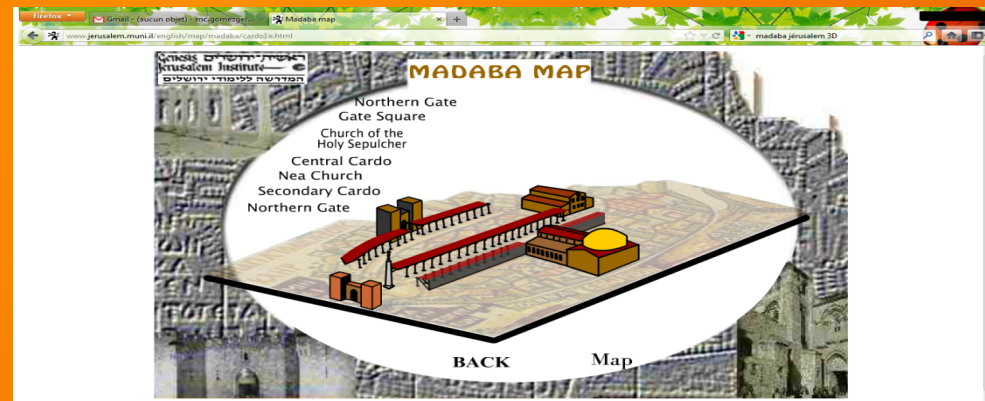 Firefox
Gmail - (aucun objet) - mc.gomezger...
Madaba map
www.jerusalem.muni.il/english/map/madaba/cardo1e.html
madaba jérusalem 3D
Genesis
Jerusalem Institute
המדרשה ללימודי ירושלים
MADABA MAP
Northern Gate
Gate Square
Church of the
Holy Sepulcher
Central Cardo
Nea Church
Secondary Cardo
Northern Gate
BACK
Map